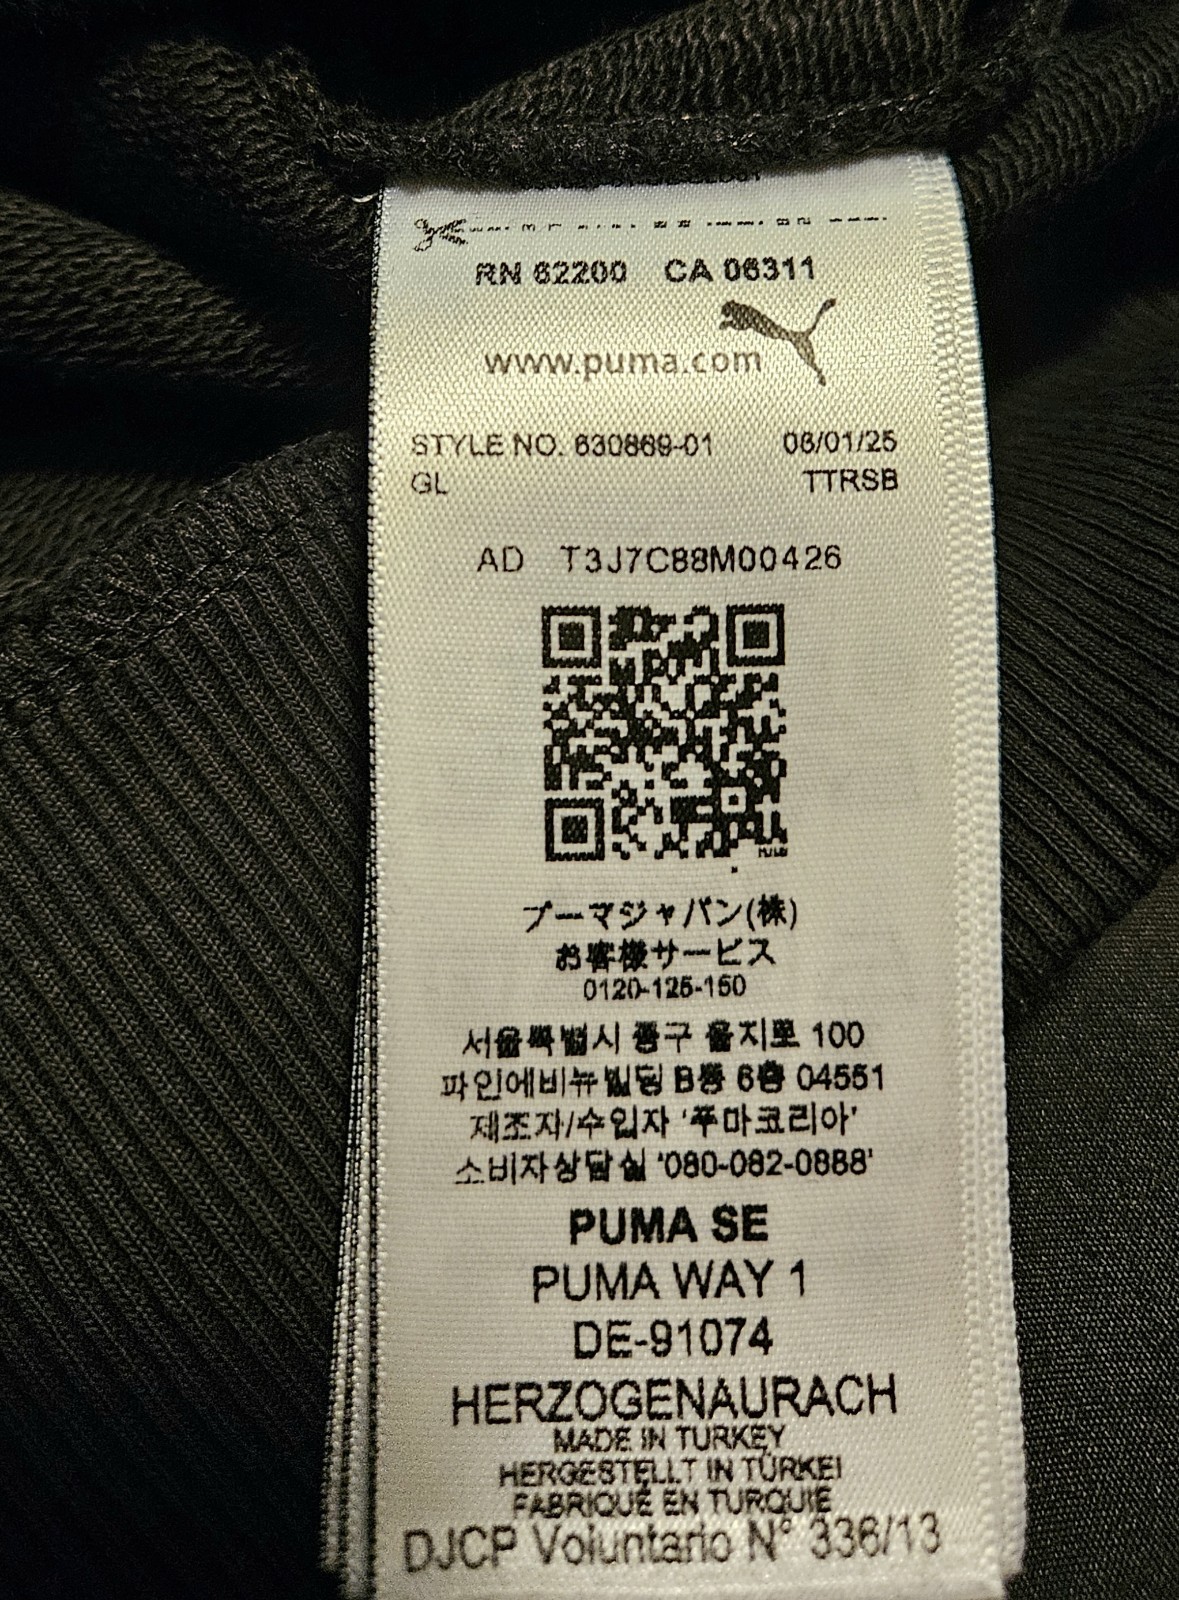 RN 62200 CA 06311
www.puma.com
STYLE NO. 630869-01 06/01/25
GL TTRSB
AD T3J7C88M00426
プーマジャパン(株)
お客様サービス
0120-125-150
서울특별시 중구 을지로 100
파인에비뉴빌딩 B동 6층 04551
제조자/수입자 '푸마코리아'
소비자상담실 '080-082-0888'
PUMA SE
PUMA WAY 1
DE-91074
HERZOGENAURACH
MADE IN TURKEY
HERGESTELLT IN TÜRKEI
FABRIQUÉ EN TURQUIE
DJCP Voluntario N° 336/13